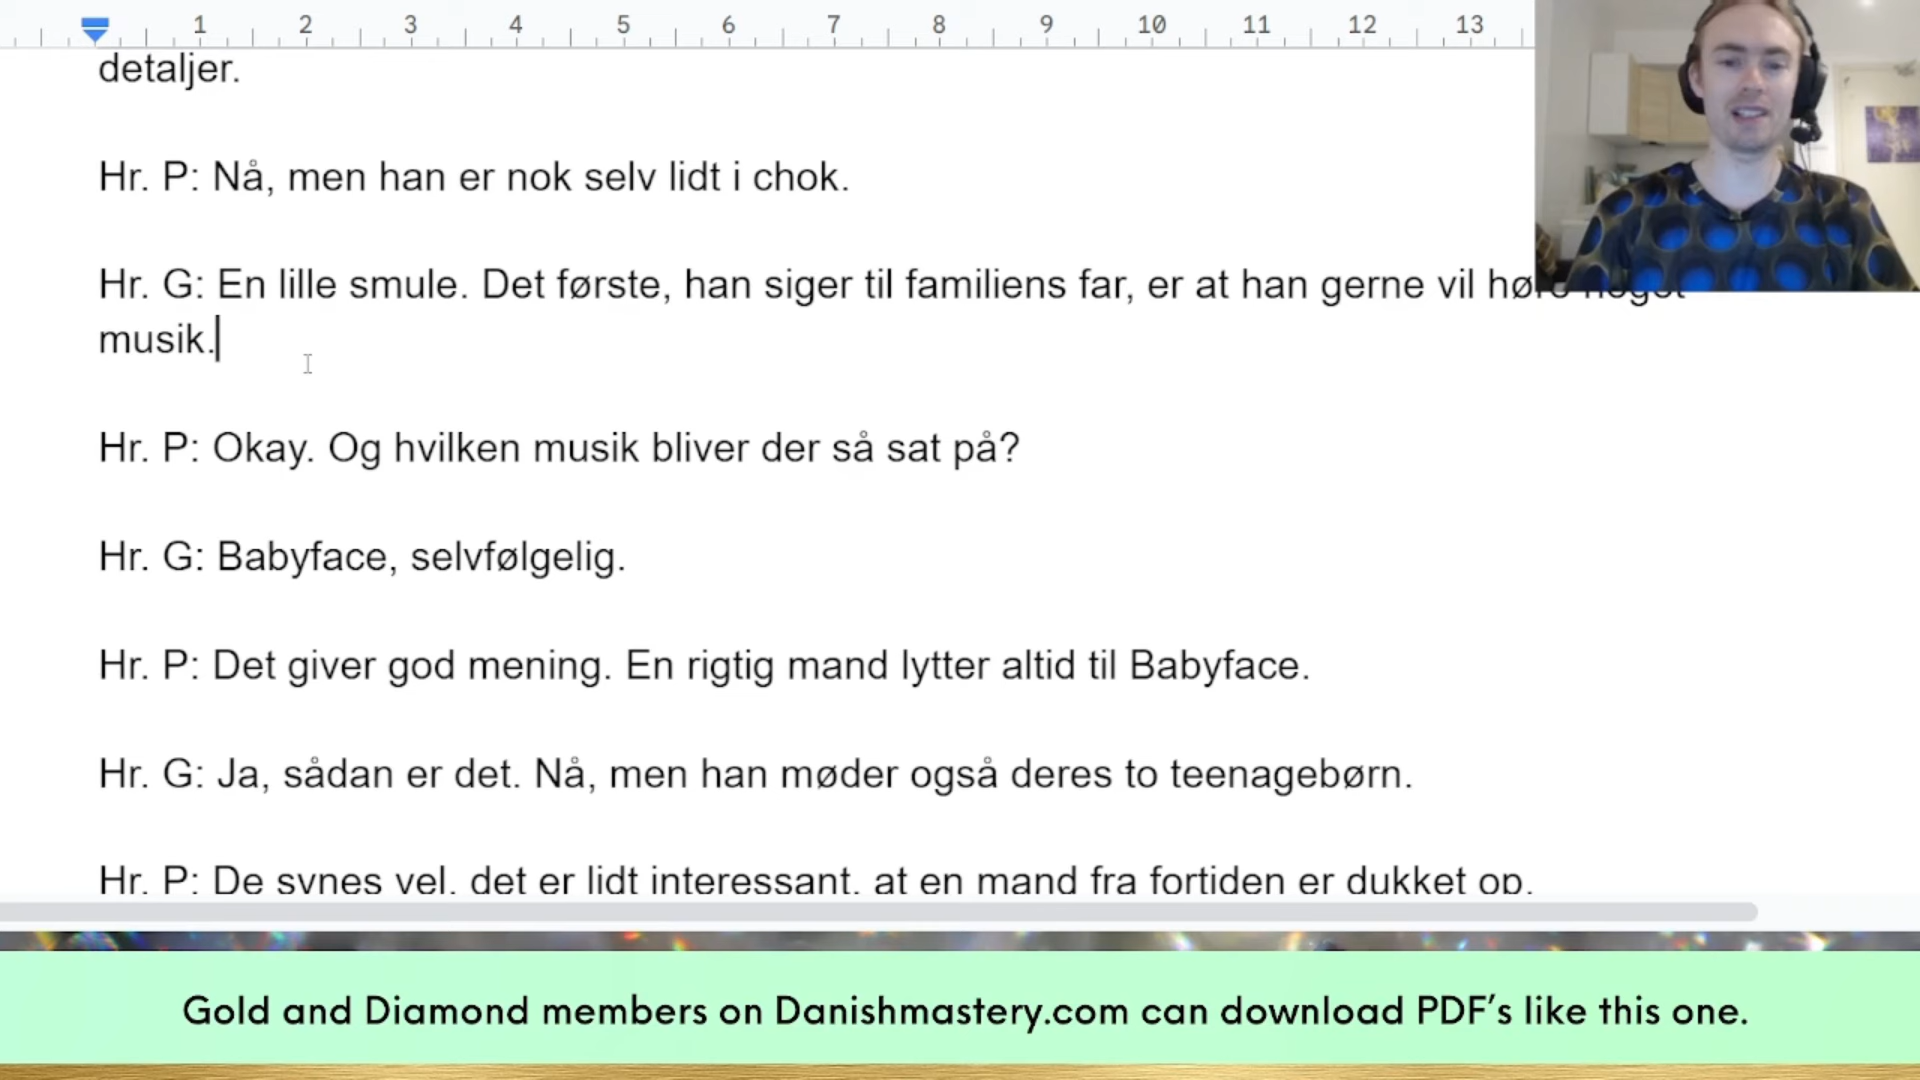 1 2 3 4 5 6 7 8 9 10 11 12 13
detaljer.
Hr. P: Nå, men han er nok selv lidt i chok.
Hr. G: En lille smule. Det første, han siger til familiens far, er at han gerne vil høre noget
musik.
Hr. P: Okay. Og hvilken musik bliver der så sat på?
Hr. G: Babyface, selvfølgelig.
Hr. P: Det giver god mening. En rigtig mand lytter altid til Babyface.
Hr. G: Ja, sådan er det. Nå, men han møder også deres to teenagebørn.
Hr. P: De synes vel, det er lidt interessant, at en mand fra fortiden er dukket op.
Gold and Diamond members on Danishmastery.com can download PDF’s like this one.